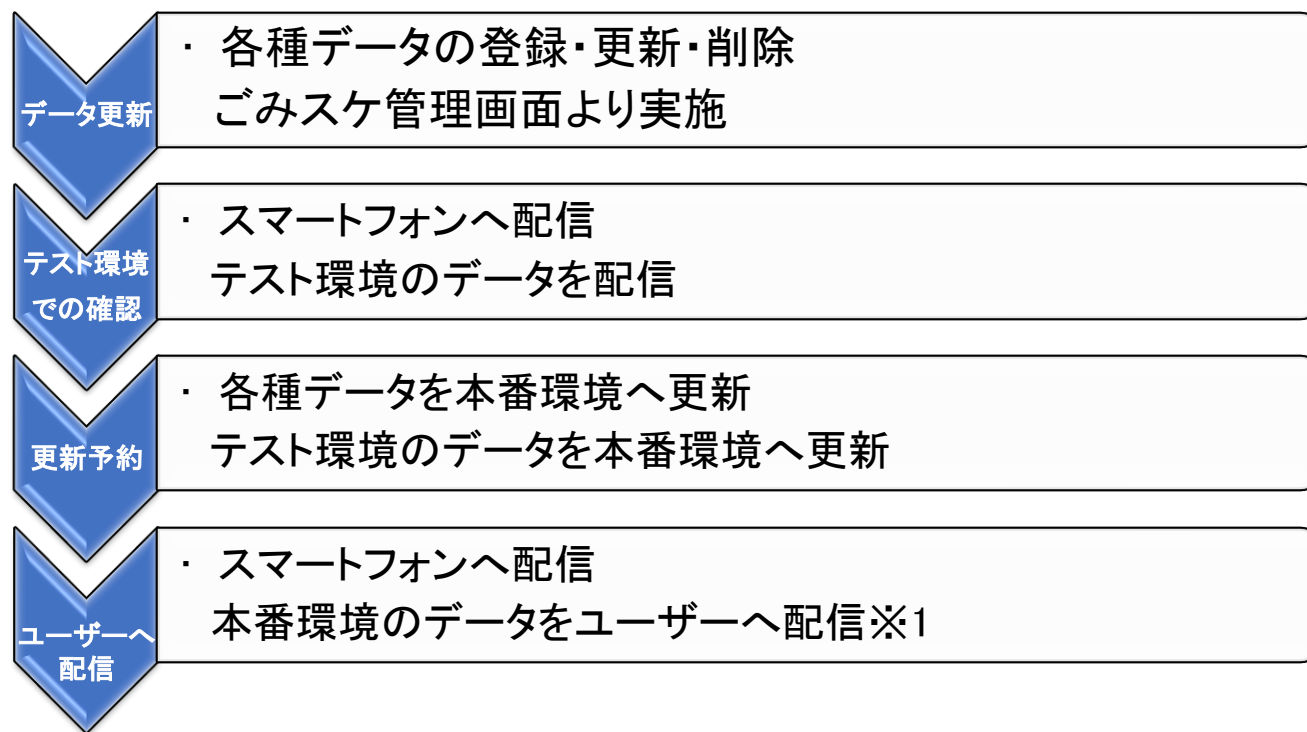 データ更新
・ 各種データの登録・更新・削除
ごみスケ管理画面より実施
テスト環境
での確認
・ スマートフォンへ配信
テスト環境のデータを配信
更新予約
・ 各種データを本番環境へ更新
テスト環境のデータを本番環境へ更新
ユーザーへ
配信
・ スマートフォンへ配信
本番環境のデータをユーザーへ配信※1